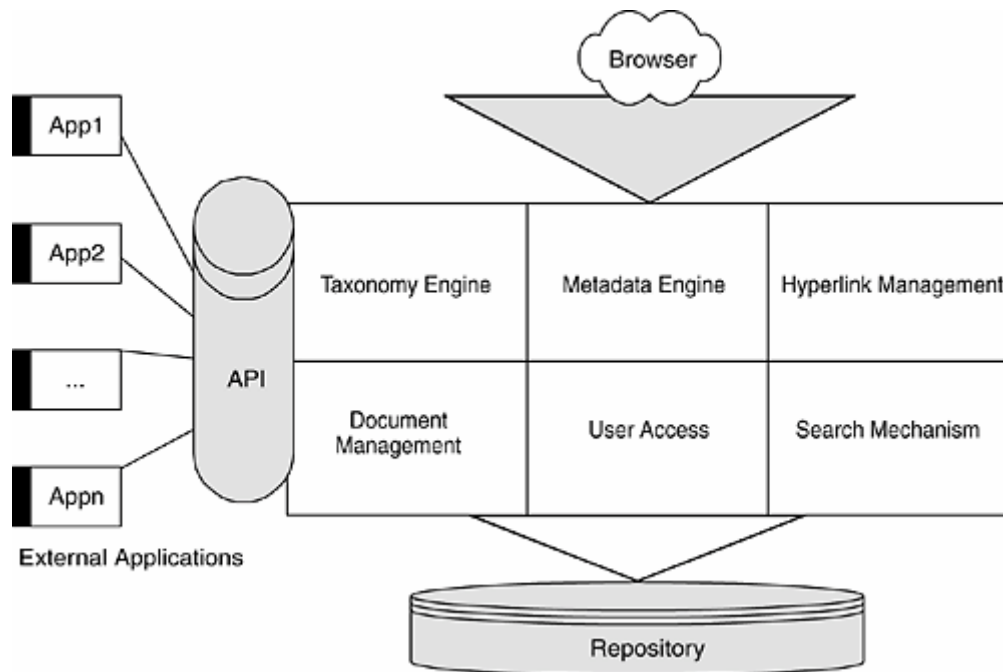 Browser
App1
App2
...
Appn
External Applications
API
Taxonomy Engine
Metadata Engine
Hyperlink Management
Document
Management
User Access
Search Mechanism
Repository